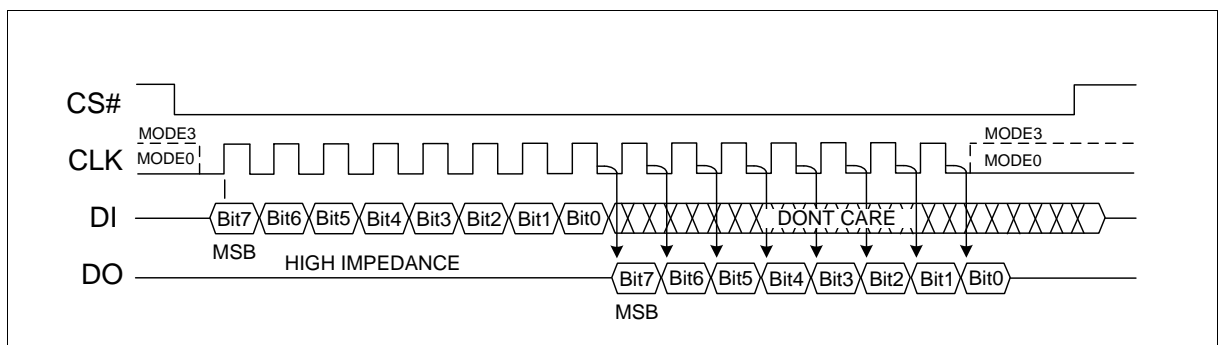 CS#
MODE3 MODE3
CLK MODE0 MODE0
DI Bit7 Bit6 Bit5 Bit4 Bit3 Bit2 Bit1 Bit0 DONT CARE
MSB HIGH IMPEDANCE
DO Bit7 Bit6 Bit5 Bit4 Bit3 Bit2 Bit1 Bit0
MSB